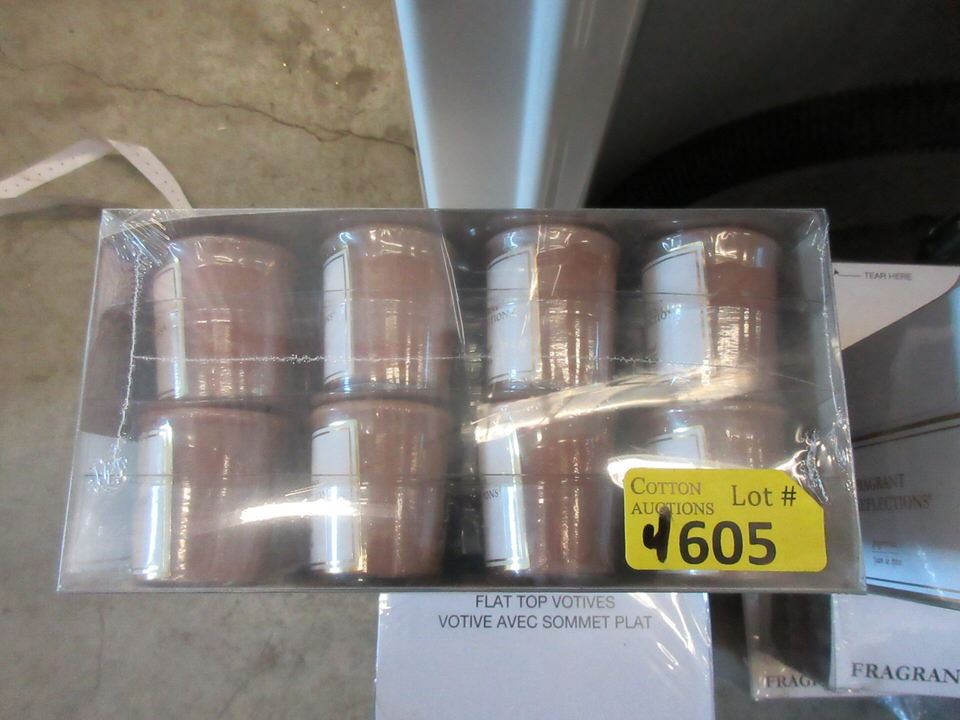 TEAR HERE
COTTON
AUCTIONS
Lot #
4605
FRAGRANT
REFLECTIONS
FLAT TOP VOTIVES
VOTIVE AVEC SOMMET PLAT
FRAGRAN